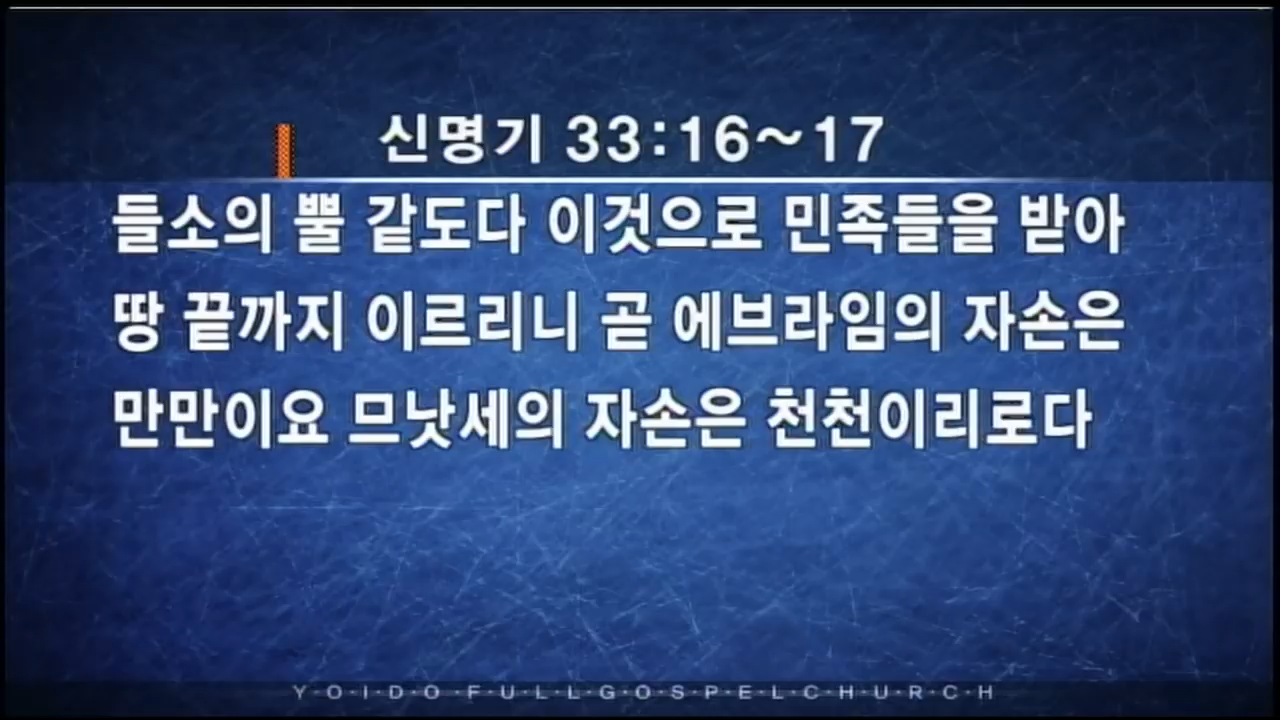 신명기 33:16~17
들소의 뿔 같도다 이것으로 민족들을 받아
땅 끝까지 이르리니 곧 에브라임의 자손은
만만이요 므낫세의 자손은 천천이리로다
Y·O·I·D·O·F·U·L·L·G·O·S·P·E·L·C·H·U·R·C·H